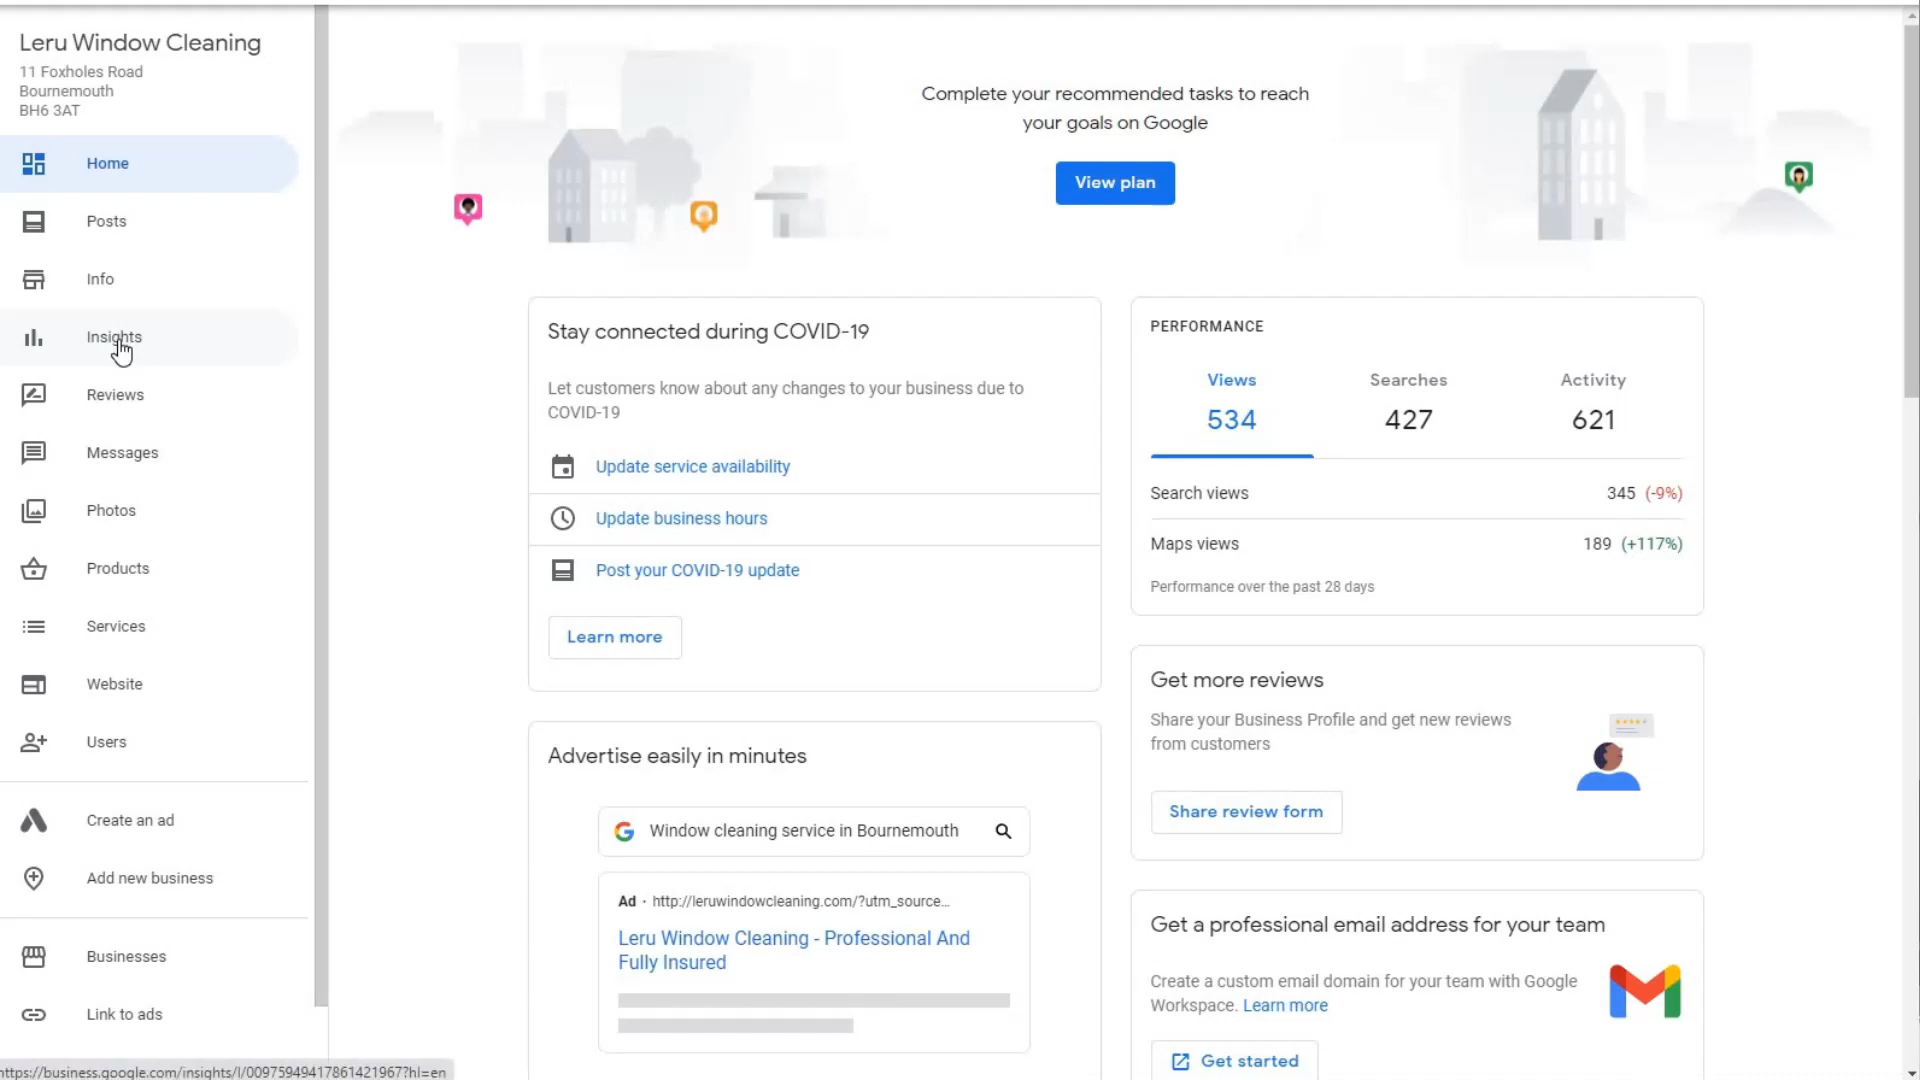 Leru Window Cleaning
11 Foxholes Road
Bournemouth
BH6 3AT
Home
Posts
Info
Insights
Reviews
Messages
Photos
Products
Services
Website
Users
Create an ad
Add new business
Businesses
Link to ads
https://business.google.com/insights/l/00975949417861421967?hl=en
Complete your recommended tasks to reach
your goals on Google
View plan
Stay connected during COVID-19
Let customers know about any changes to your business due to
COVID-19
Update service availability
Update business hours
Post your COVID-19 update
Learn more
Advertise easily in minutes
Window cleaning service in Bournemouth
Ad · http://leruwindowcleaning.com/?utm_source...
Leru Window Cleaning - Professional And
Fully Insured
PERFORMANCE
Views Searches Activity
534 427 621
Search views 345 (-9%)
Maps views 189 (+117%)
Performance over the past 28 days
Get more reviews
Share your Business Profile and get new reviews
from customers
Share review form
Get a professional email address for your team
Create a custom email domain for your team with Google
Workspace. Learn more
Get started